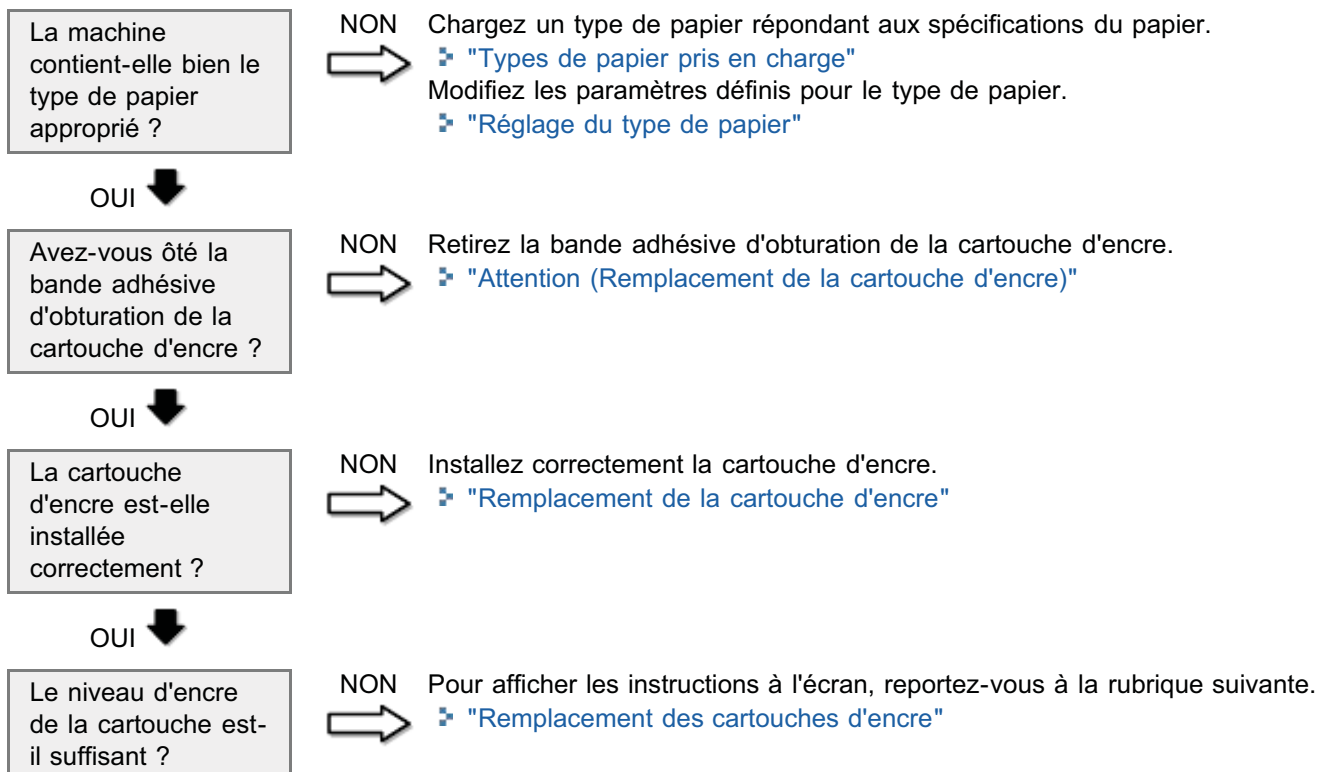 La machine
contient-elle bien le
type de papier
approprié ?
NON
Chargez un type de papier répondant aux spécifications du papier.
"Types de papier pris en charge"
Modifiez les paramètres définis pour le type de papier.
"Réglage du type de papier"
OUI
Avez-vous ôté la
bande adhésive
d'obturation de la
cartouche d'encre ?
NON
Retirez la bande adhésive d'obturation de la cartouche d'encre.
"Attention (Remplacement de la cartouche d'encre)"
OUI
La cartouche
d'encre est-elle
installée
correctement ?
NON
Installez correctement la cartouche d'encre.
"Remplacement de la cartouche d'encre"
OUI
Le niveau d'encre
de la cartouche est-
il suffisant ?
NON
Pour afficher les instructions à l'écran, reportez-vous à la rubrique suivante.
"Remplacement des cartouches d'encre"